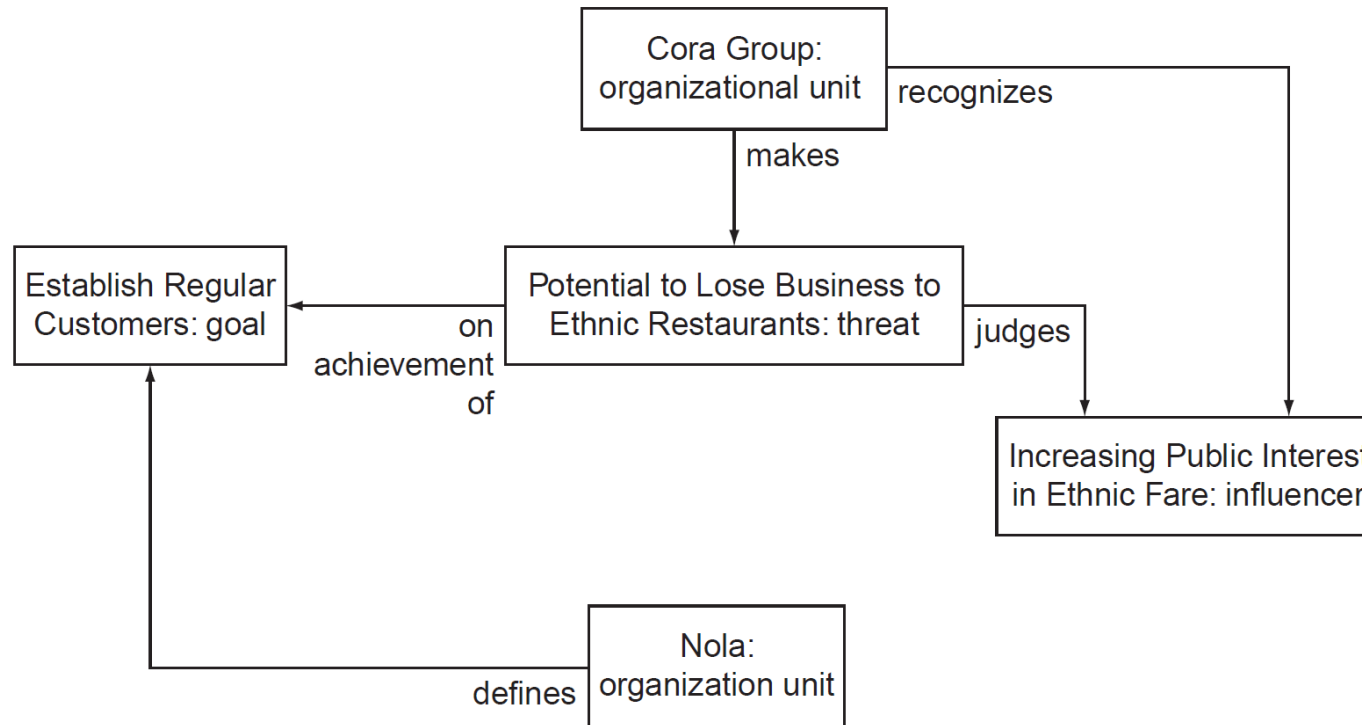 Cora Group:
organizational unit
recognizes
makes
Establish Regular
Customers: goal
on
achievement
of
Potential to Lose Business to
Ethnic Restaurants: threat
judges
Increasing Public Interest
in Ethnic Fare: influencer
Nola:
organization unit
defines